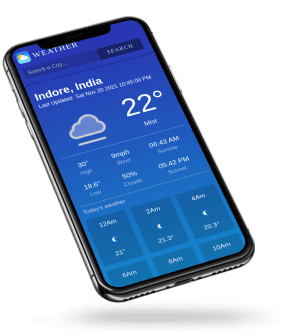 WEATHER
Search a City...
SEARCH
Indore, India
Last Updated: Sat Nov 20 2021 10:45:00 PM
22°
Mist
30° 9mph 06:43 AM
High Wind Sunrise
18.6° 50% 05:42 PM
Low Clouds Sunset
Today's weather
12Am 2Am 4Am
21° 21.2° 20.3°
6Am 8Am 10Am